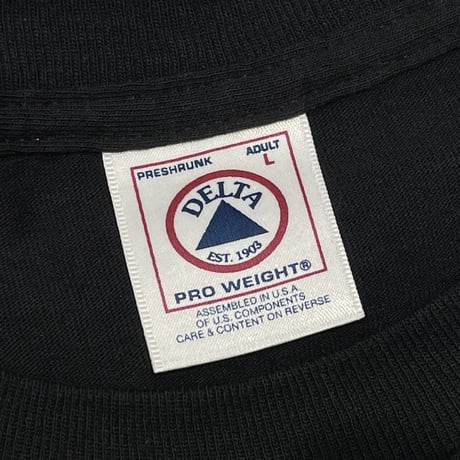 PRESHRUNK ADULT
L
DELTA
EST. 1903
PRO WEIGHT®
ASSEMBLED IN U.S.A
OF U.S. COMPONENTS
CARE & CONTENT ON REVERSE